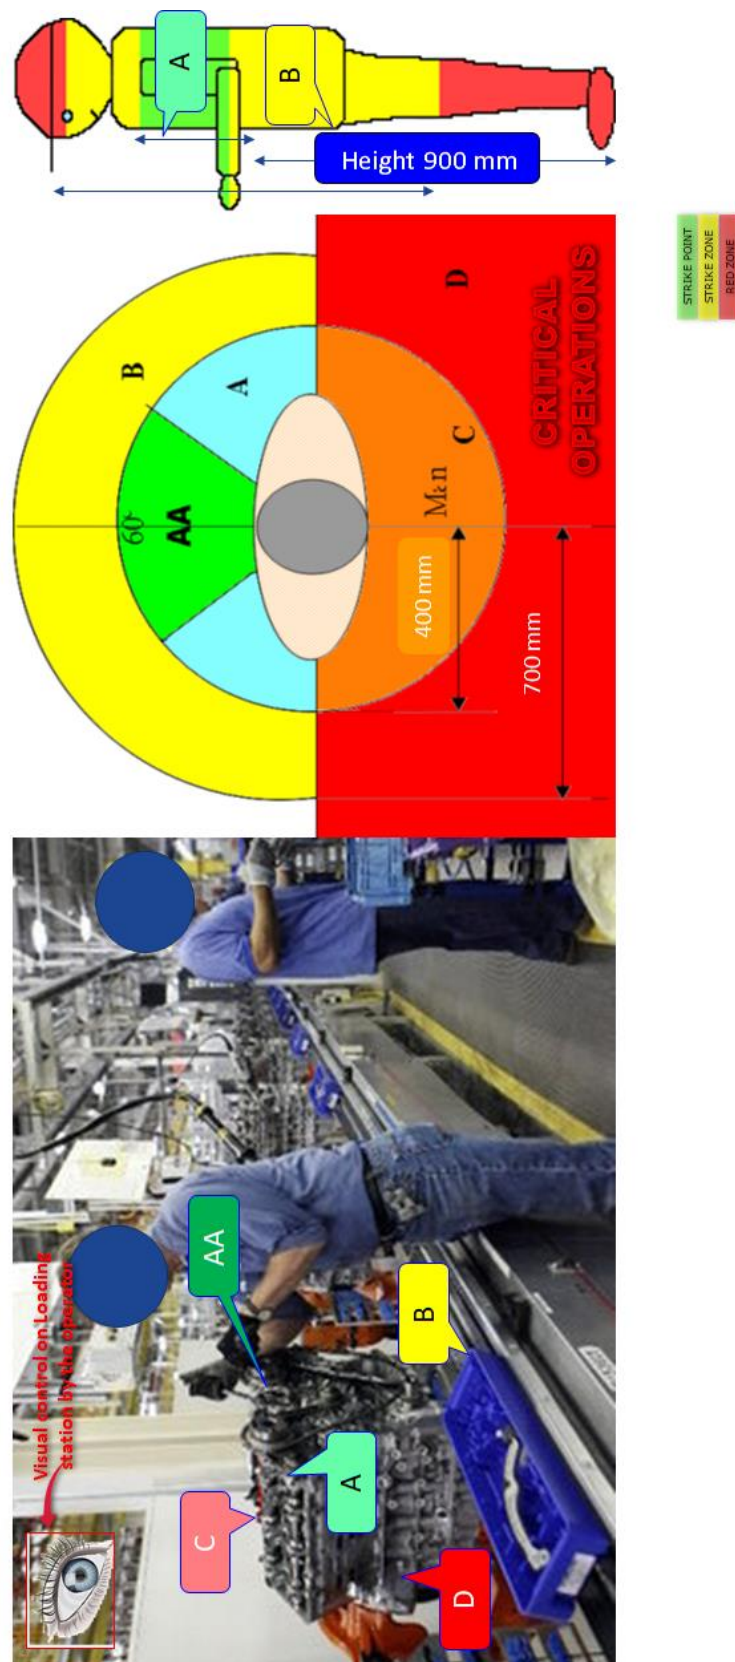 Visual control on Loading
station by the operator
AA
C
A
B
D
B
60°
A
AA
C
D
400 mm
700 mm
CRITICAL
OPERATIONS
A
B
Height 900 mm
STRIKE POINT
STRIKE ZONE
RED ZONE